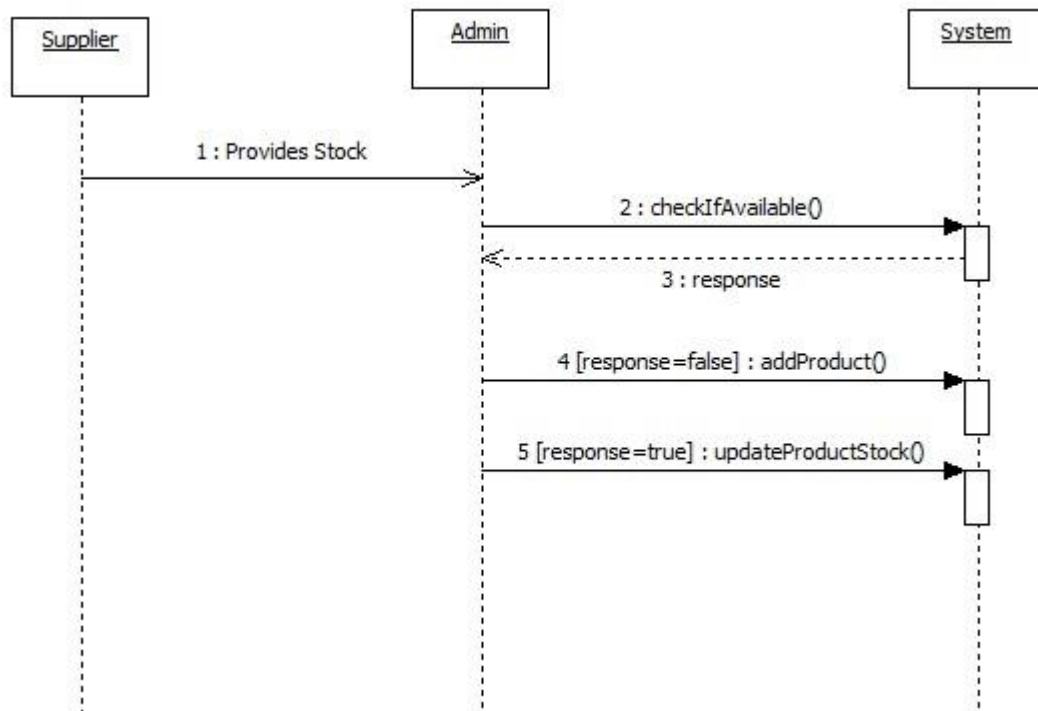 Supplier
Admin
System
1 : Provides Stock
2 : checkIfAvailable()
3 : response
4 [response=false] : addProduct()
5 [response=true] : updateProductStock()